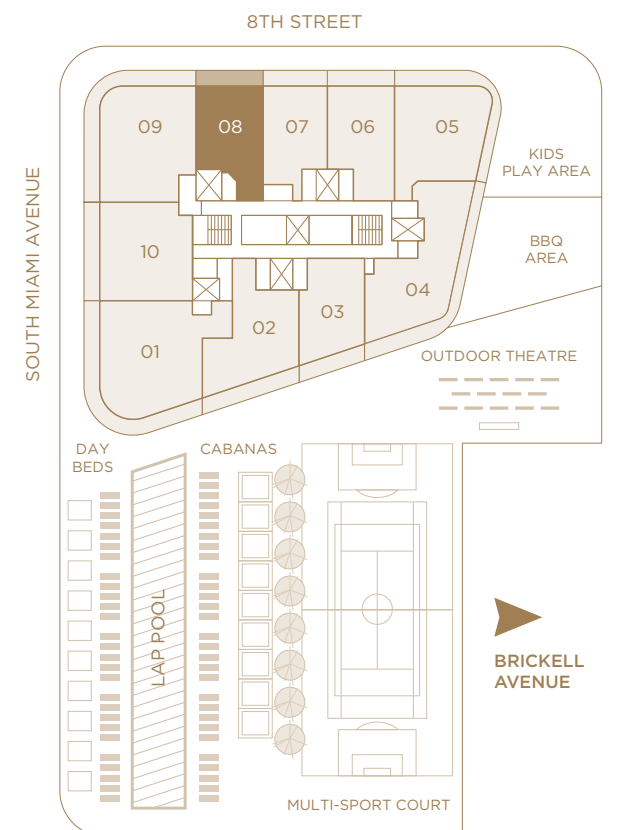 8TH STREET
SOUTH MIAMI AVENUE
09
08
07
06
05
KIDS
PLAY AREA
BBQ
AREA
10
04
03
02
01
OUTDOOR THEATRE
DAY
BEDS
CABANAS
LAP POOL
BRICKELL
AVENUE
MULTI-SPORT COURT